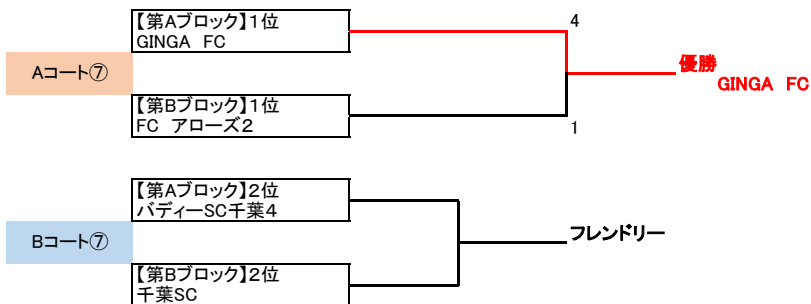 【第Aブロック】1位
GINGA FC
4
Aコート⑦
優勝
GINGA FC
【第Bブロック】1位
FC アローズ2
1
【第Aブロック】2位
バディーSC千葉4
Bコート⑦
フレンドリー
【第Bブロック】2位
千葉SC